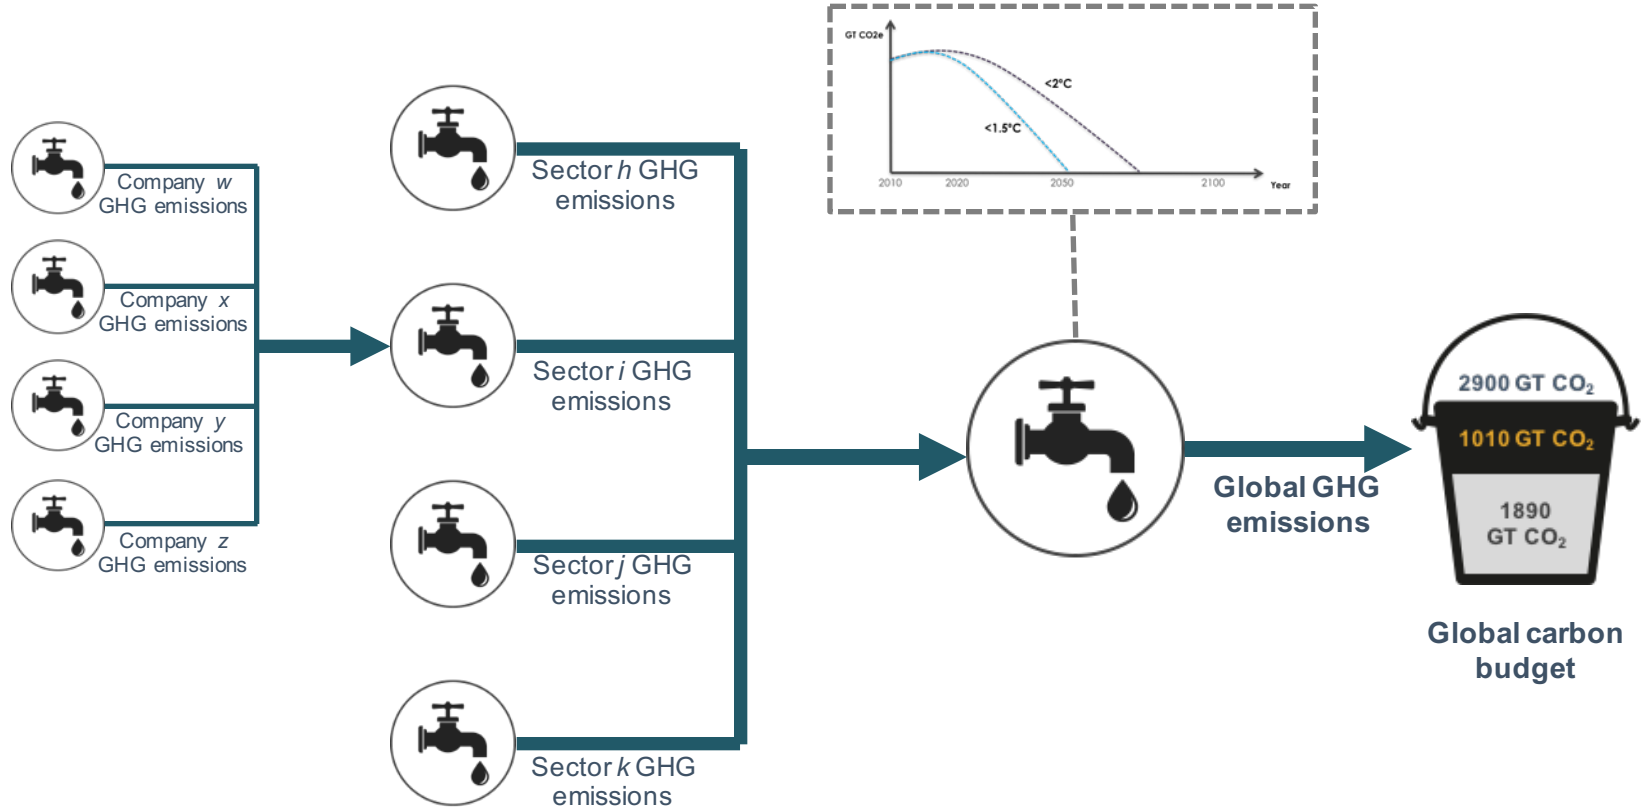 Company w
GHG emissions
Company x
GHG emissions
Company y
GHG emissions
Company z
GHG emissions
Sector h GHG
emissions
Sector i GHG
emissions
Sector j GHG
emissions
Sector k GHG
emissions
GT CO2e
<2°C
<1.5°C
2010 2020 2050 2100 Year
Global GHG
emissions
2900 GT CO₂
1010 GT CO₂
1890
GT CO₂
Global carbon
budget